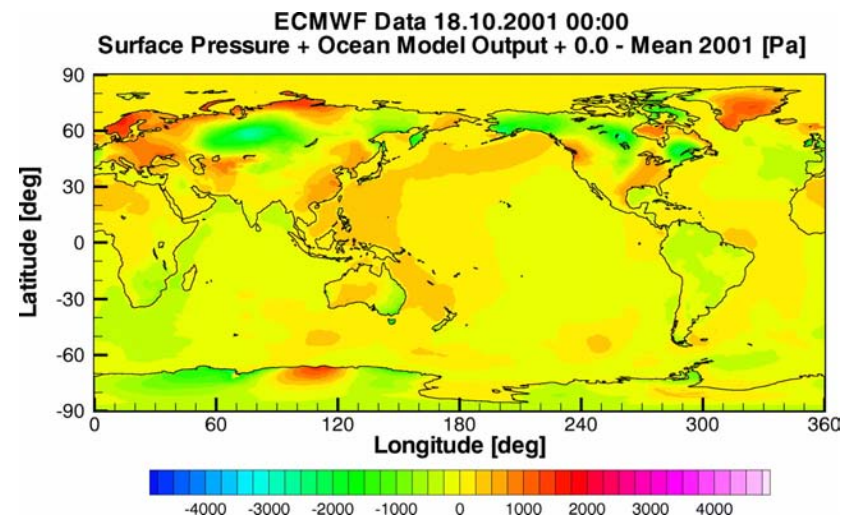 ECMWF Data 18.10.2001 00:00
Surface Pressure + Ocean Model Output + 0.0 - Mean 2001 [Pa]
90
60
30
0
-30
-60
-90
Latitude [deg]
0 60 120 180 240 300 360
Longitude [deg]
-4000 -3000 -2000 -1000 0 1000 2000 3000 4000